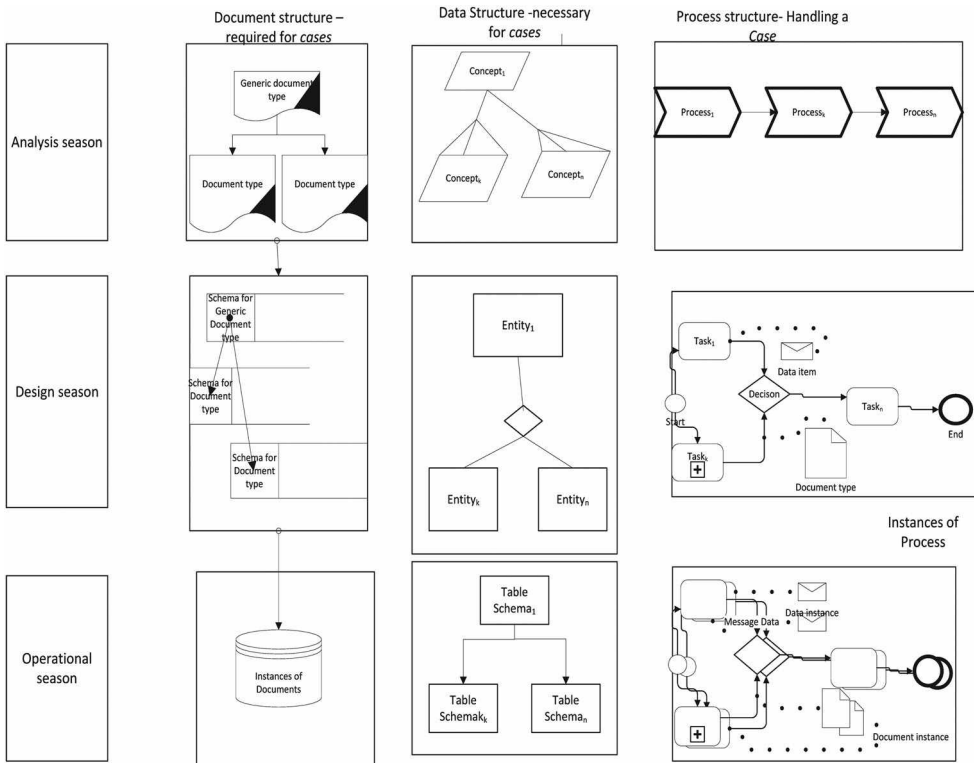 Document structure –
required for cases
Data Structure -necessary
for cases
Process structure- Handling a
Case
Analysis season
Generic document
type
Document type
Document type
Concept₁
Conceptₖ
Conceptₙ
Process₁
Processₖ
Processₙ
Design season
Schema for
Generic
Document
type
Schema for
Document
type
Schema for
Document
type
Entity₁
Entityₖ
Entityₙ
Task₁
Data item
Decison
Taskₙ
Start
End
Taskₖ
Document type
Instances of
Process
Operational
season
Instances of
Documents
Table
Schema₁
Table
Schemakₖ
Table
Schemaₙ
Data instance
Message Data
Document instance